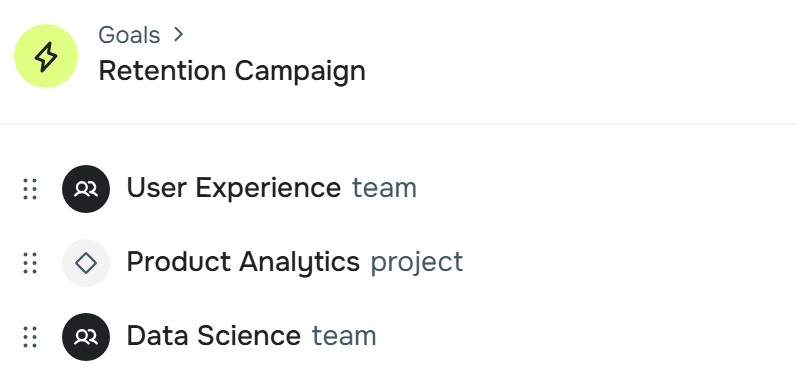 Goals
Retention Campaign
User Experience team
Product Analytics project
Data Science team